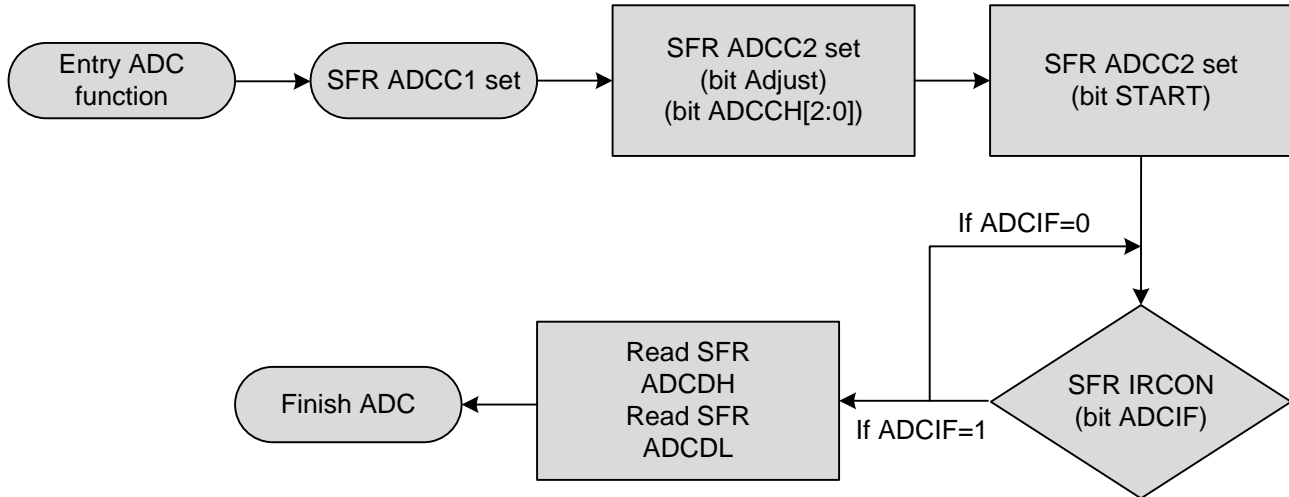 Entry ADC
function
SFR ADCC1 set
SFR ADCC2 set
(bit Adjust)
(bit ADCCH[2:0])
SFR ADCC2 set
(bit START)
If ADCIF=0
SFR IRCON
(bit ADCIF)
If ADCIF=1
Read SFR
ADCDH
Read SFR
ADCDL
Finish ADC